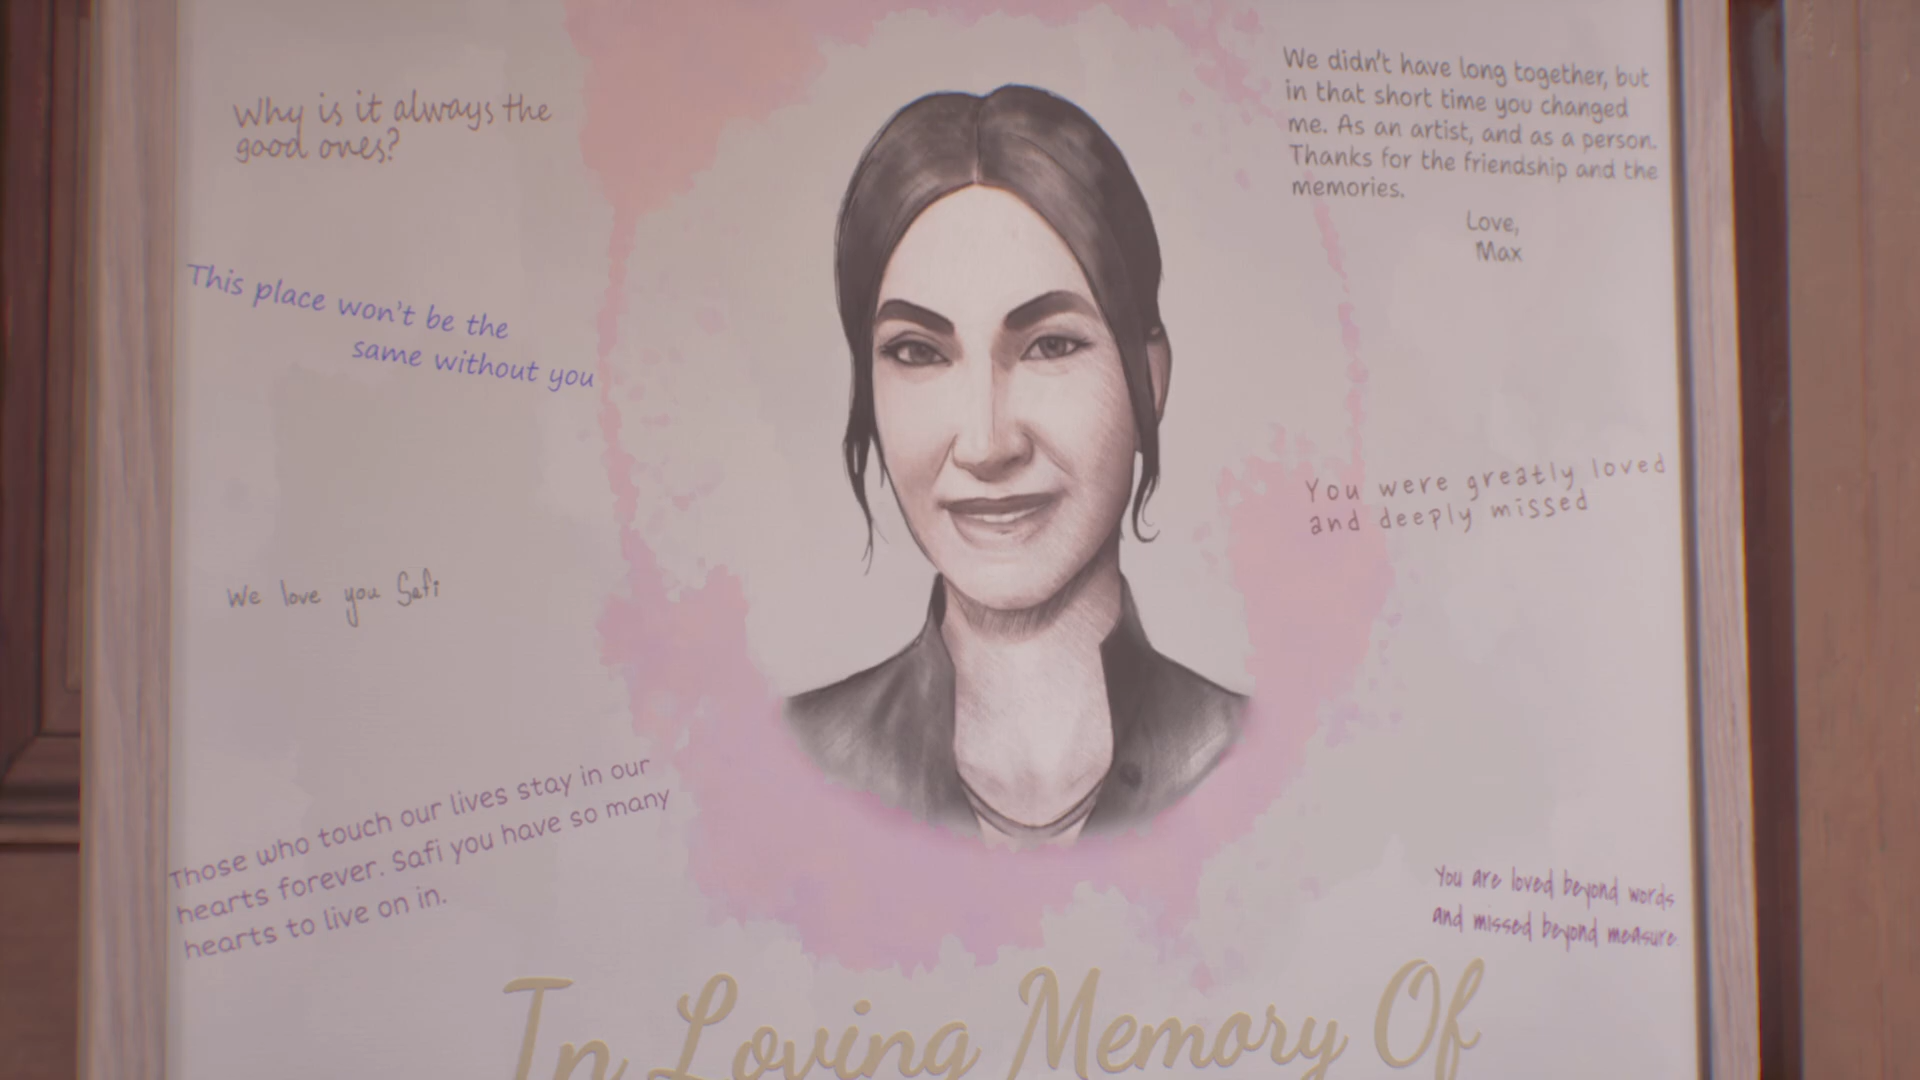 Why is it always the
good ones?
We didn't have long together, but
in that short time you changed
me. As an artist, and as a person.
Thanks for the friendship and the
memories.
Love,
Max
This place won't be the
same without you
You were greatly loved
and deeply missed
We love you Safi
Those who touch our lives stay in our
hearts forever. Safi you have so many
hearts to live on in.
You are loved beyond words
and missed beyond measure.
In Loving Memory Of